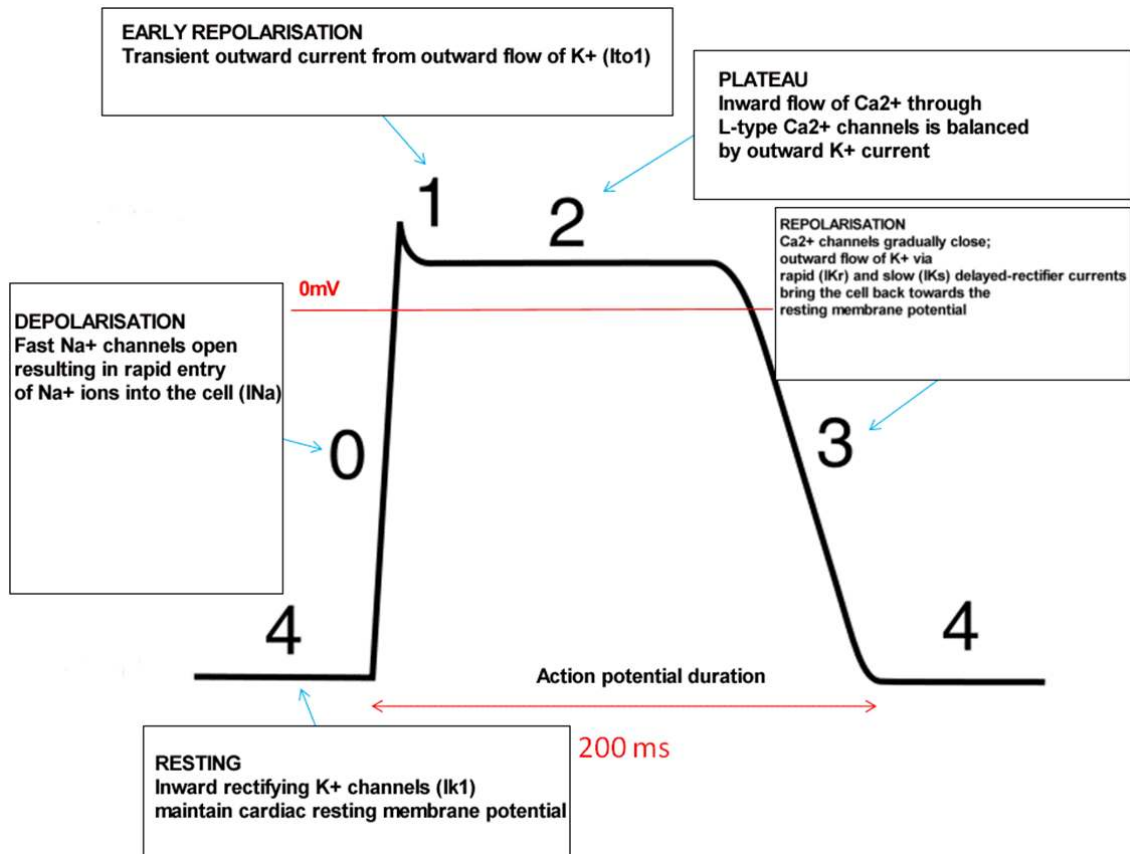 EARLY REPOLARISATION
Transient outward current from outward flow of K+ (Ito1)
PLATEAU
Inward flow of Ca2+ through
L-type Ca2+ channels is balanced
by outward K+ current
1
2
REPOLARISATION
Ca2+ channels gradually close;
outward flow of K+ via
rapid (IKr) and slow (IKs) delayed-rectifier currents
bring the cell back towards the
resting membrane potential
0mV
DEPOLARISATION
Fast Na+ channels open
resulting in rapid entry
of Na+ ions into the cell (INa)
0
3
4
4
Action potential duration
200 ms
RESTING
Inward rectifying K+ channels (Ik1)
maintain cardiac resting membrane potential